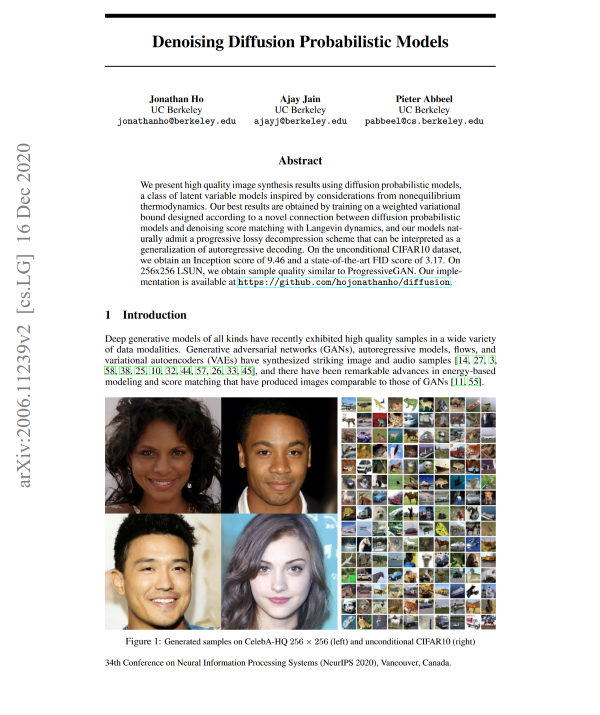 Denoising Diffusion Probabilistic Models
Jonathan Ho
UC Berkeley
jonathanho@berkeley.edu
Ajay Jain
UC Berkeley
ajayj@berkeley.edu
Pieter Abbeel
UC Berkeley
pabbeel@cs.berkeley.edu
Abstract
We present high quality image synthesis results using diffusion probabilistic models,
a class of latent variable models inspired by considerations from nonequilibrium
thermodynamics. Our best results are obtained by training on a weighted variational
bound designed according to a novel connection between diffusion probabilistic
models and denoising score matching with Langevin dynamics, and our models nat-
urally admit a progressive lossy decompression scheme that can be interpreted as a
generalization of autoregressive decoding. On the unconditional CIFAR10 dataset,
we obtain an Inception score of 9.46 and a state-of-the-art FID score of 3.17. On
256x256 LSUN, we obtain sample quality similar to ProgressiveGAN. Our imple-
mentation is available at https://github.com/hojonathanho/diffusion.
1 Introduction
Deep generative models of all kinds have recently exhibited high quality samples in a wide variety
of data modalities. Generative adversarial networks (GANs), autoregressive models, flows, and
variational autoencoders (VAEs) have synthesized striking image and audio samples [14, 27, 3,
58, 38, 25, 10, 32, 44, 57, 26, 33, 45], and there have been remarkable advances in energy-based
modeling and score matching that have produced images comparable to those of GANs [11, 55].
Figure 1: Generated samples on CelebA-HQ 256 × 256 (left) and unconditional CIFAR10 (right)
34th Conference on Neural Information Processing Systems (NeurIPS 2020), Vancouver, Canada.
arXiv:2006.11239v2 [cs.LG] 16 Dec 2020